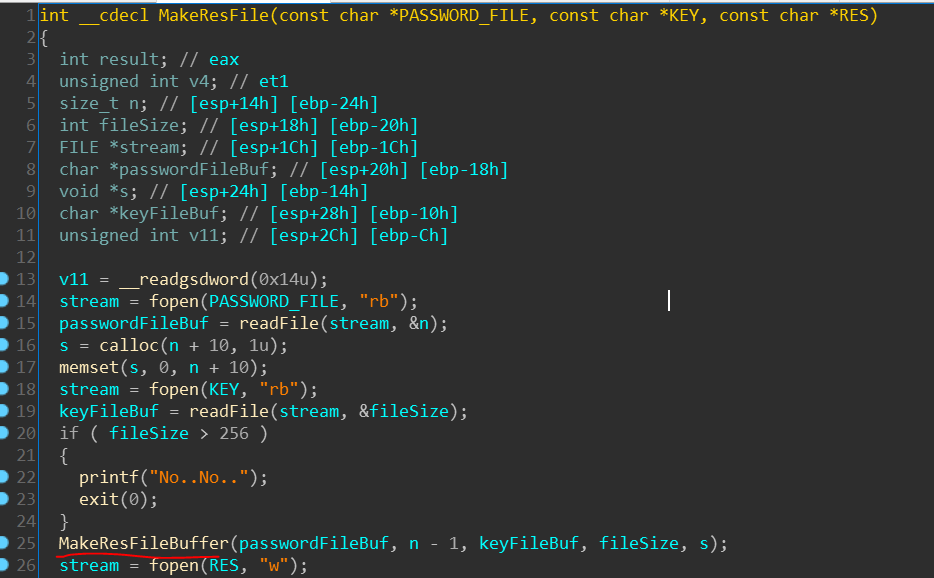 1 int __cdecl MakeResFile(const char *PASSWORD_FILE, const char *KEY, const char *RES)
2 {
3 int result; // eax
4 unsigned int v4; // et1
5 size_t n; // [esp+14h] [ebp-24h]
6 int fileSize; // [esp+18h] [ebp-20h]
7 FILE *stream; // [esp+1Ch] [ebp-1Ch]
8 char *passwordFileBuf; // [esp+20h] [ebp-18h]
9 void *s; // [esp+24h] [ebp-14h]
10 char *keyFileBuf; // [esp+28h] [ebp-10h]
11 unsigned int v11; // [esp+2Ch] [ebp-Ch]
12
13 v11 = __readgsdword(0x14u);
14 stream = fopen(PASSWORD_FILE, "rb");
15 passwordFileBuf = readFile(stream, &n);
16 s = calloc(n + 10, 1u);
17 memset(s, 0, n + 10);
18 stream = fopen(KEY, "rb");
19 keyFileBuf = readFile(stream, &fileSize);
20 if ( fileSize > 256 )
21 {
22 printf("No..No..");
23 exit(0);
24 }
25 MakeResFileBuffer(passwordFileBuf, n - 1, keyFileBuf, fileSize, s);
26 stream = fopen(RES, "w");